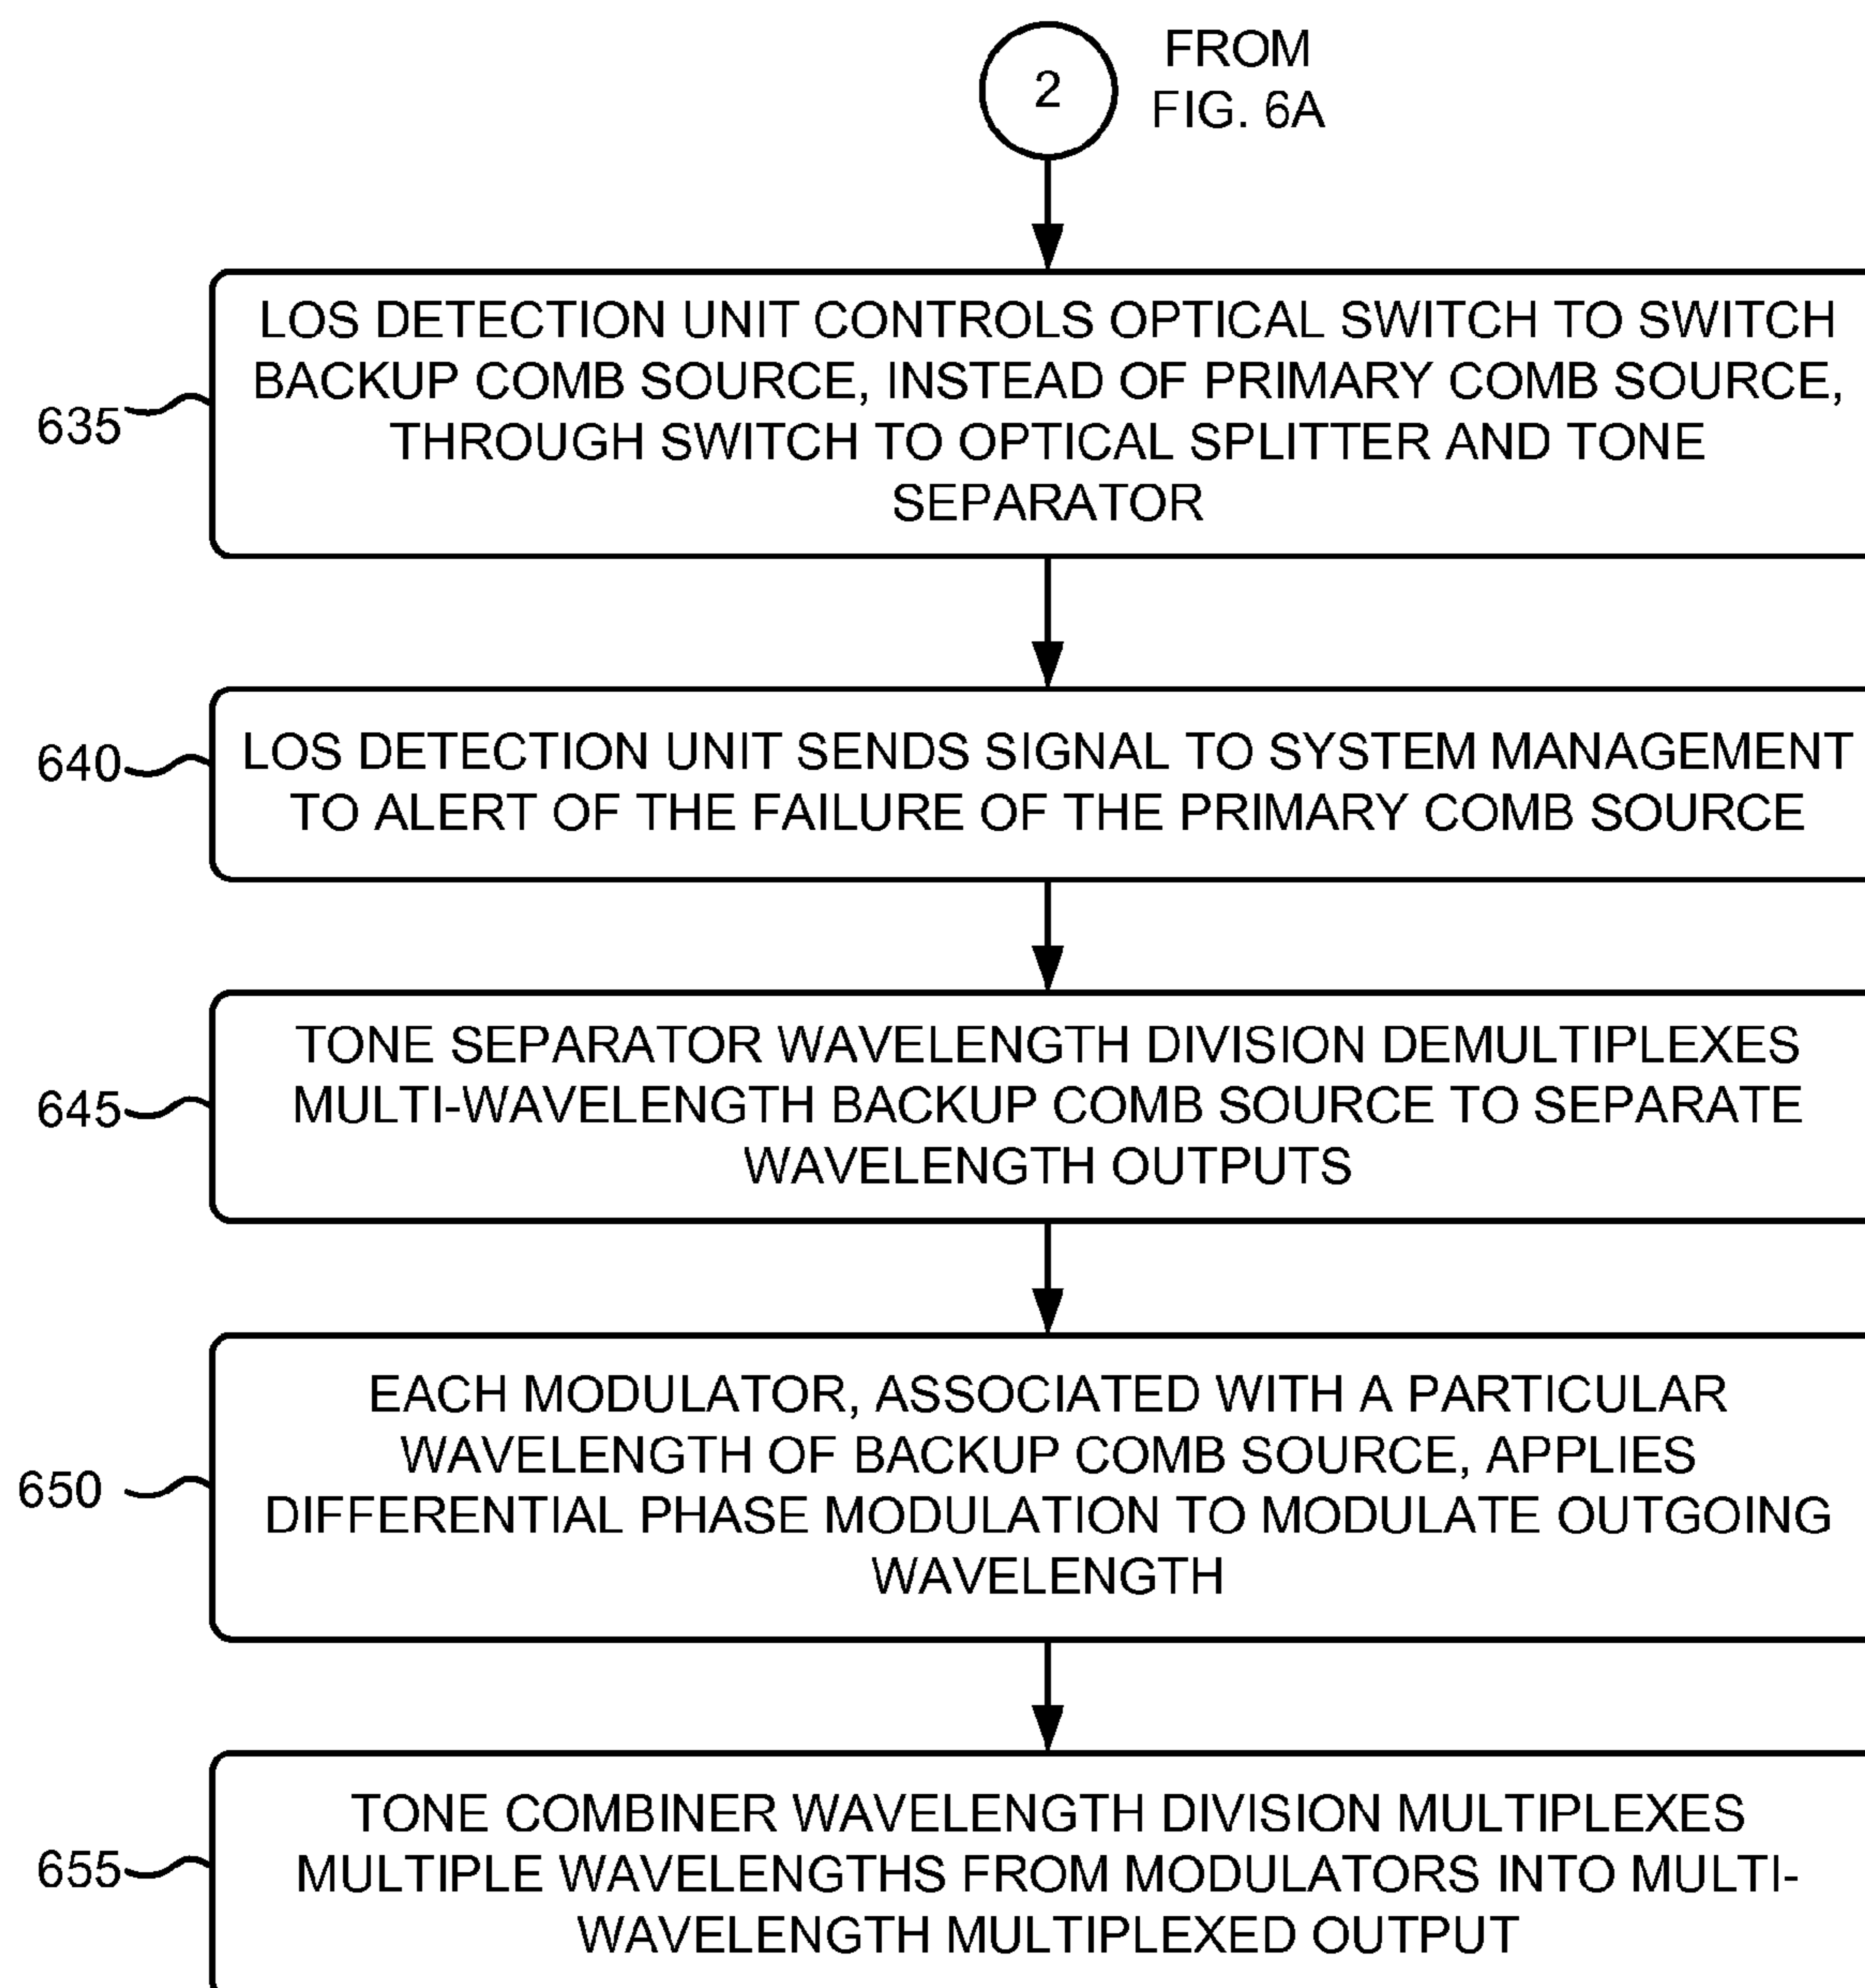 2
FROM
FIG. 6A
635
LOS DETECTION UNIT CONTROLS OPTICAL SWITCH TO SWITCH
BACKUP COMB SOURCE, INSTEAD OF PRIMARY COMB SOURCE,
THROUGH SWITCH TO OPTICAL SPLITTER AND TONE
SEPARATOR
640
LOS DETECTION UNIT SENDS SIGNAL TO SYSTEM MANAGEMENT
TO ALERT OF THE FAILURE OF THE PRIMARY COMB SOURCE
645
TONE SEPARATOR WAVELENGTH DIVISION DEMULTIPLEXES
MULTI-WAVELENGTH BACKUP COMB SOURCE TO SEPARATE
WAVELENGTH OUTPUTS
650
EACH MODULATOR, ASSOCIATED WITH A PARTICULAR
WAVELENGTH OF BACKUP COMB SOURCE, APPLIES
DIFFERENTIAL PHASE MODULATION TO MODULATE OUTGOING
WAVELENGTH
655
TONE COMBINER WAVELENGTH DIVISION MULTIPLEXES
MULTIPLE WAVELENGTHS FROM MODULATORS INTO MULTI-
WAVELENGTH MULTIPLEXED OUTPUT